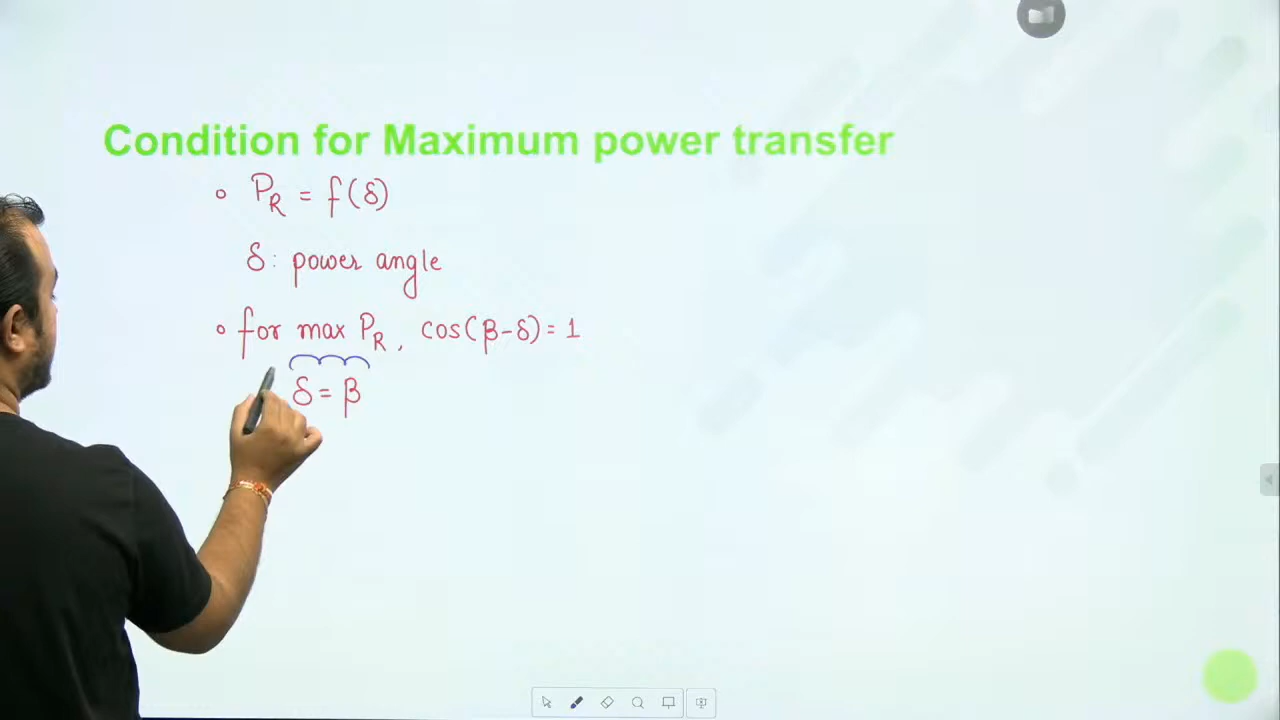 Condition for Maximum power transfer
P_R = f(δ)
δ: power angle
for max P_R, cos(β-δ) = 1
δ = β